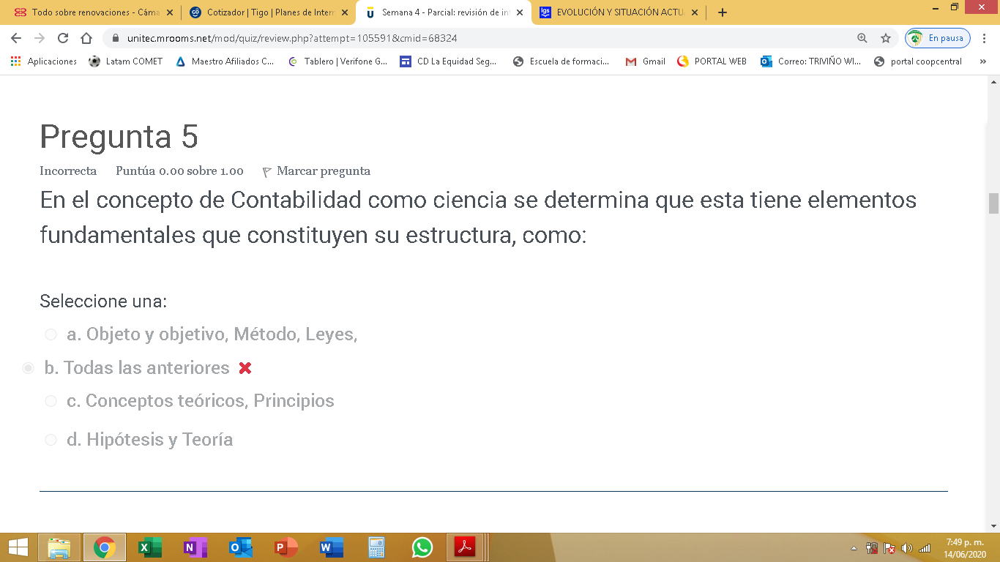 Todo sobre renovaciones - Cáma
Cotizador | Tigo | Planes de Intern
Semana 4 - Parcial: revisión de in
EVOLUCIÓN Y SITUACIÓN ACTU
unitec.mrooms.net/mod/quiz/review.php?attempt=105591&cmid=68324
En pausa
Aplicaciones
Latam COMET
Maestro Afiliados C...
Tablero | Verifone G...
CD La Equidad Seg...
Escuela de formaci...
Gmail
PORTAL WEB
Correo: TRIVIÑO WI...
portal coopcentral
»
Pregunta 5
Incorrecta Puntúa 0.00 sobre 1.00 Marcar pregunta
En el concepto de Contabilidad como ciencia se determina que esta tiene elementos
fundamentales que constituyen su estructura, como:
Seleccione una:
a. Objeto y objetivo, Método, Leyes,
b. Todas las anteriores
c. Conceptos teóricos, Principios
d. Hipótesis y Teoría
7:49 p. m.
14/06/2020